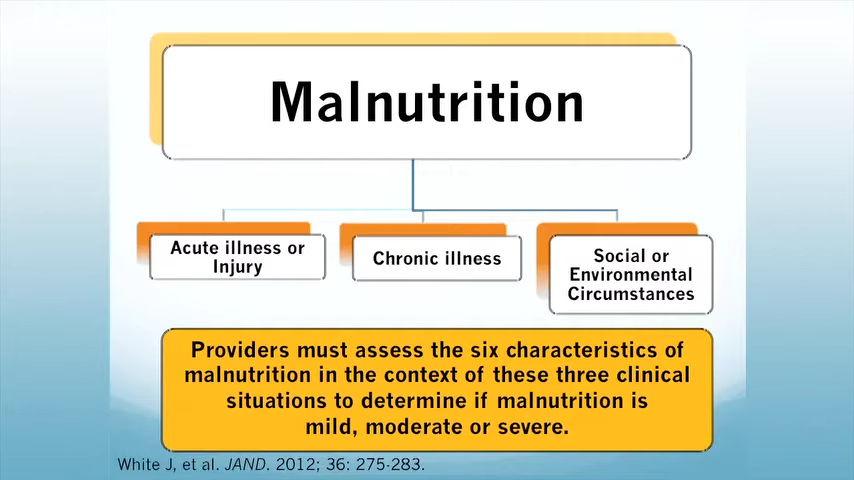 Malnutrition
Acute illness or
Injury
Chronic illness
Social or
Environmental
Circumstances
Providers must assess the six characteristics of
malnutrition in the context of these three clinical
situations to determine if malnutrition is
mild, moderate or severe.
White J, et al. JAND. 2012; 36: 275-283.